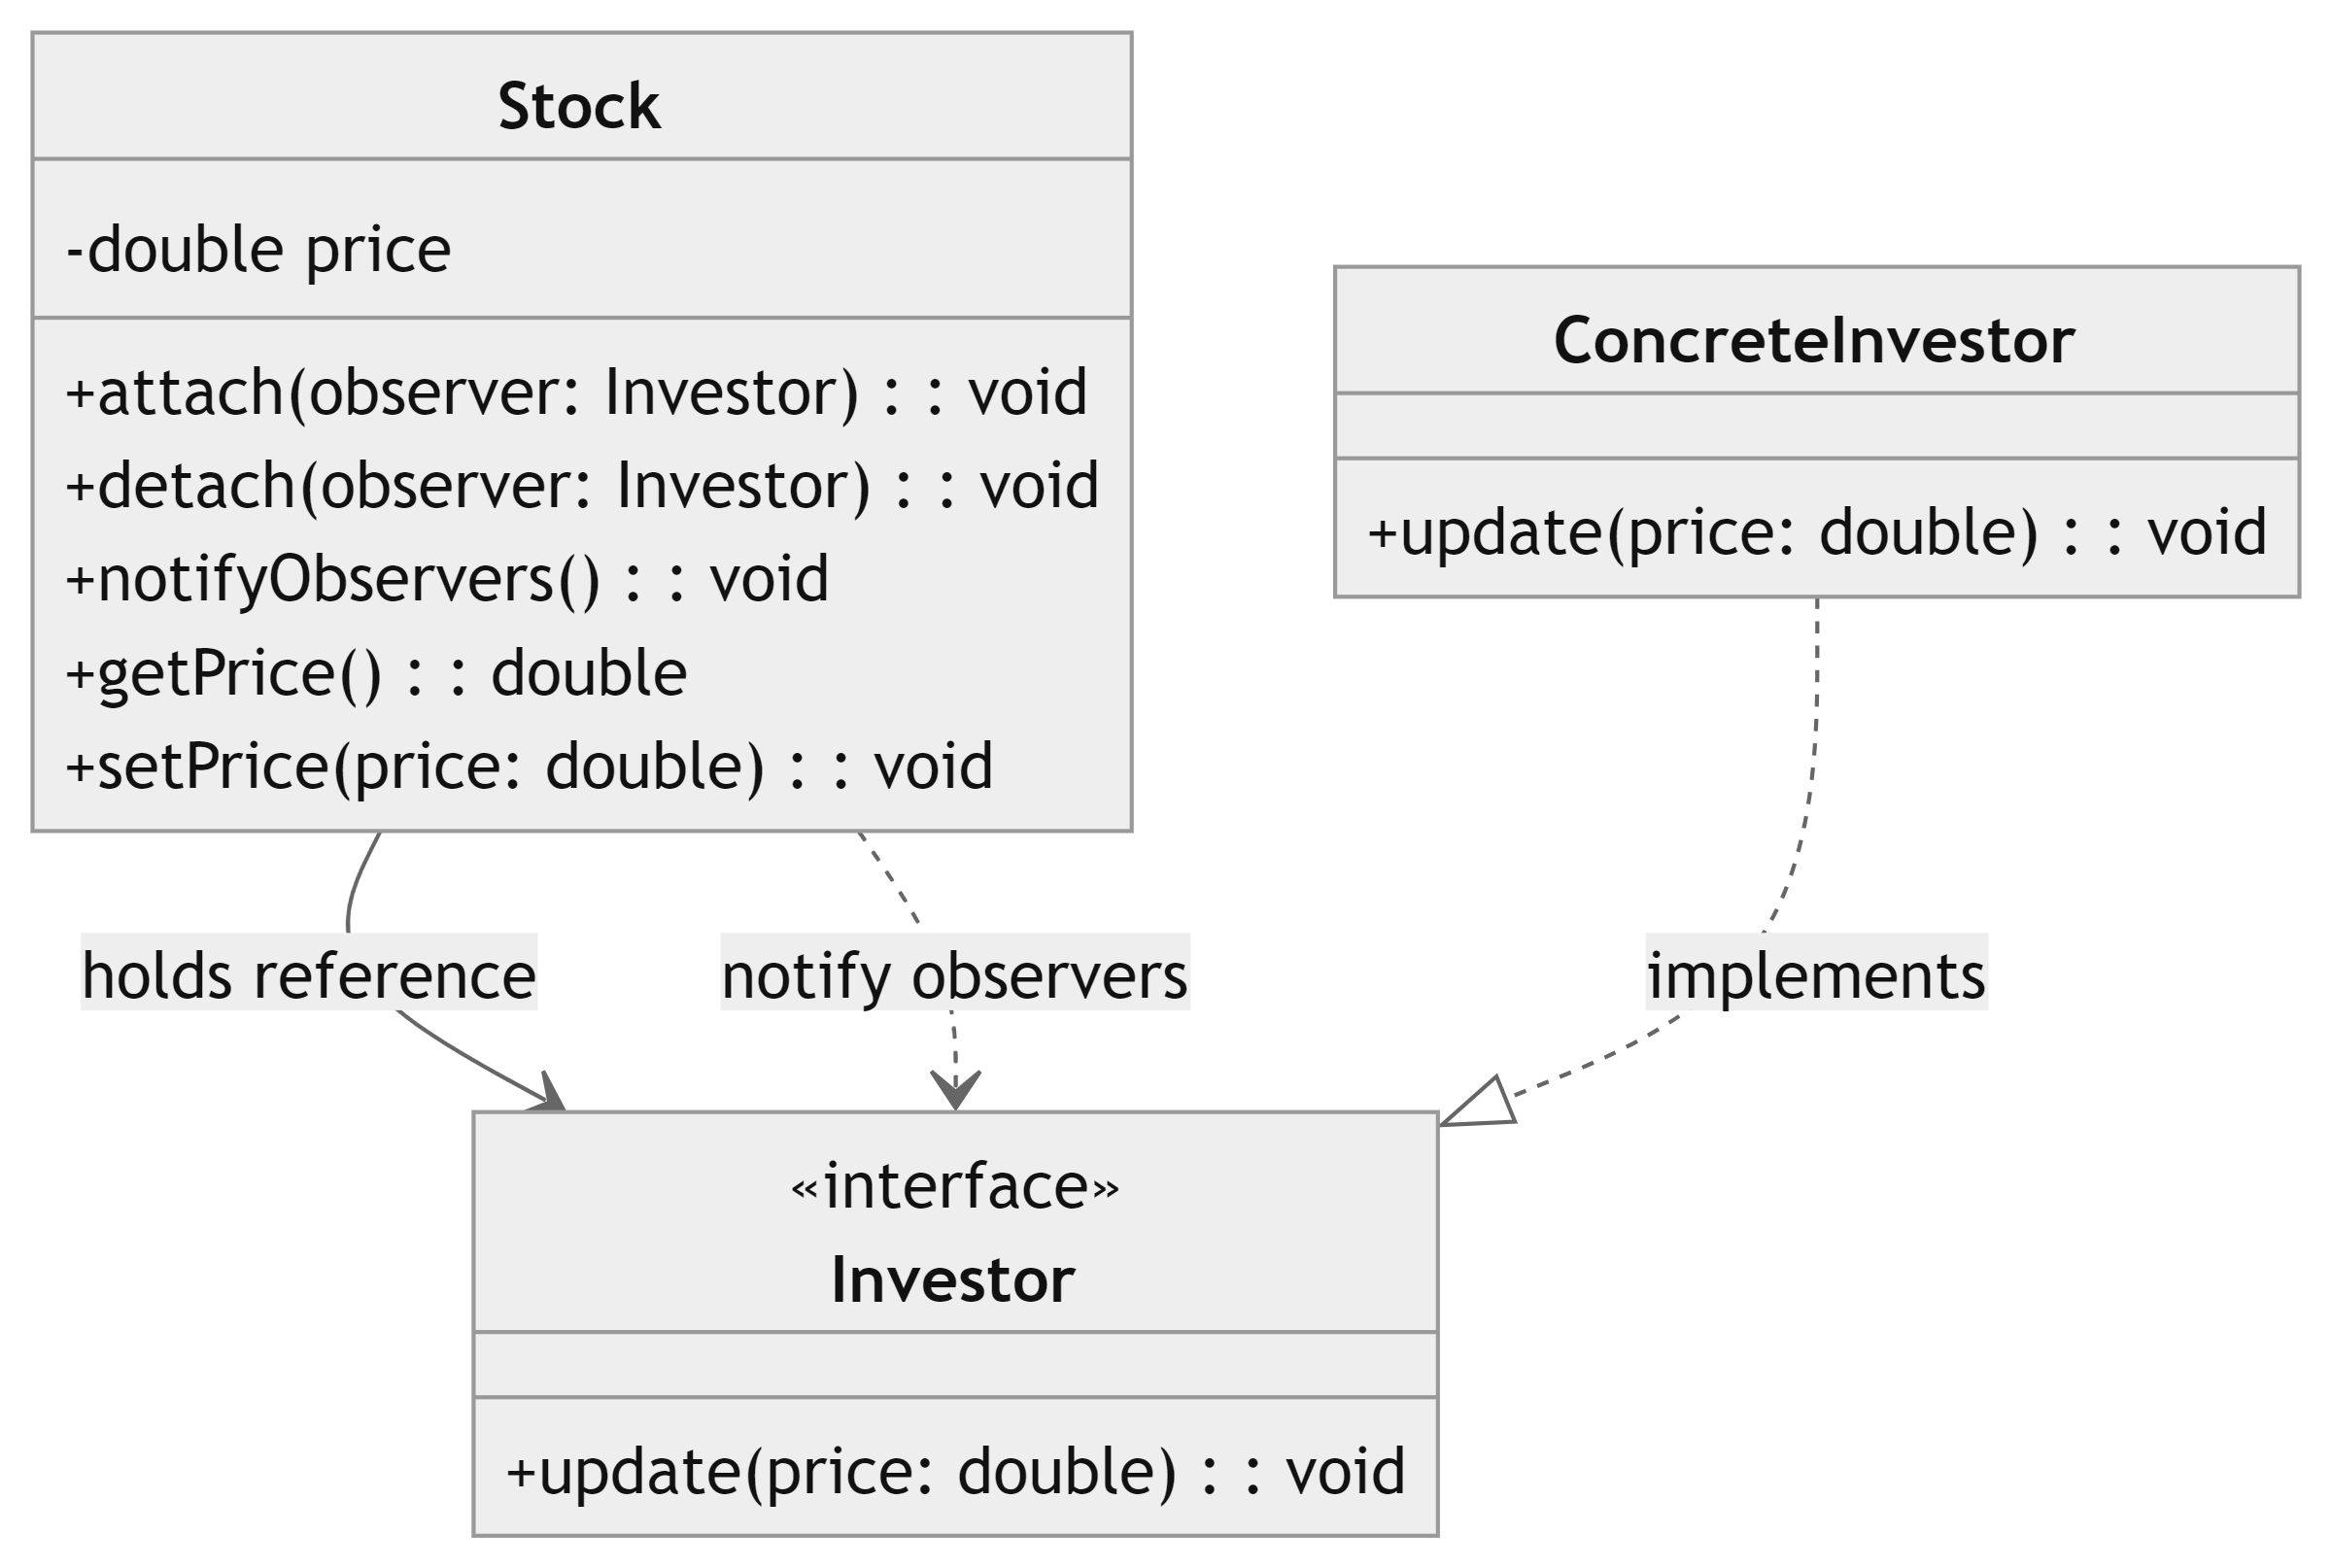 Stock
-double price
+attach(observer: Investor) : : void
+detach(observer: Investor) : : void
+notifyObservers() : : void
+getPrice() : : double
+setPrice(price: double) : : void
ConcreteInvestor
+update(price: double) : : void
holds reference
notify observers
implements
«interface»
Investor
+update(price: double) : : void